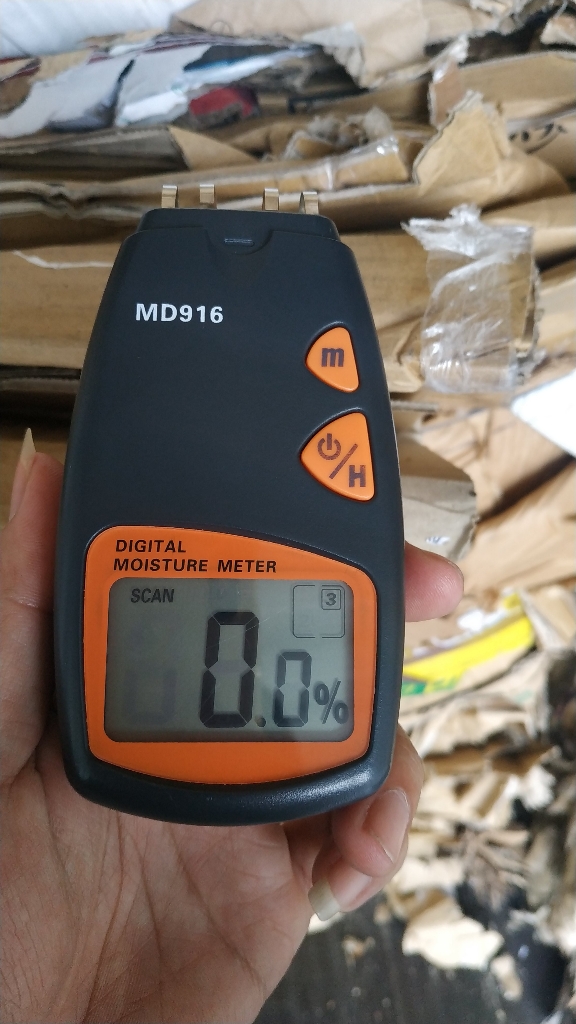 MD916
m
H
DIGITAL
MOISTURE METER
SCAN
3
0.0%